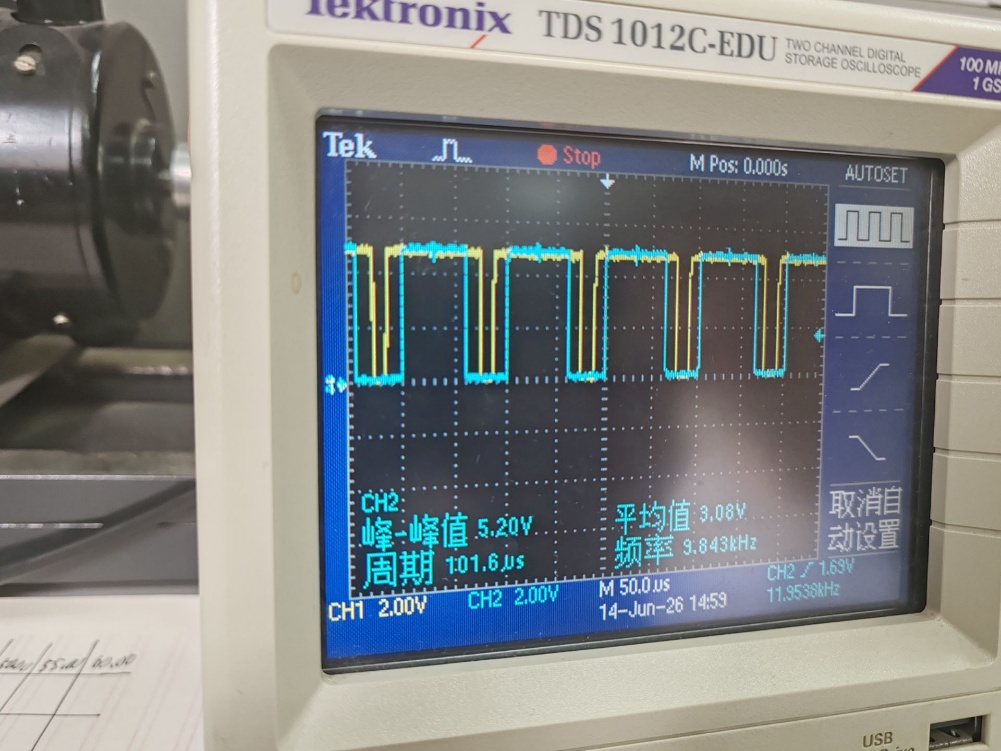 Tektronix TDS 1012C-EDU TWO CHANNEL DIGITAL
STORAGE OSCILLOSCOPE
100 M
1 GS
Tek Stop M Pos: 0.000s AUTOSET
CH2
峰-峰值 5.20V 平均值 3.08V
周期 101.6µs 频率 9.843kHz
取消自
动设置
CH1 2.00V CH2 2.00V M 50.0µs CH2 1.69V
14-Jun-26 14:59 11.9538kHz
USB